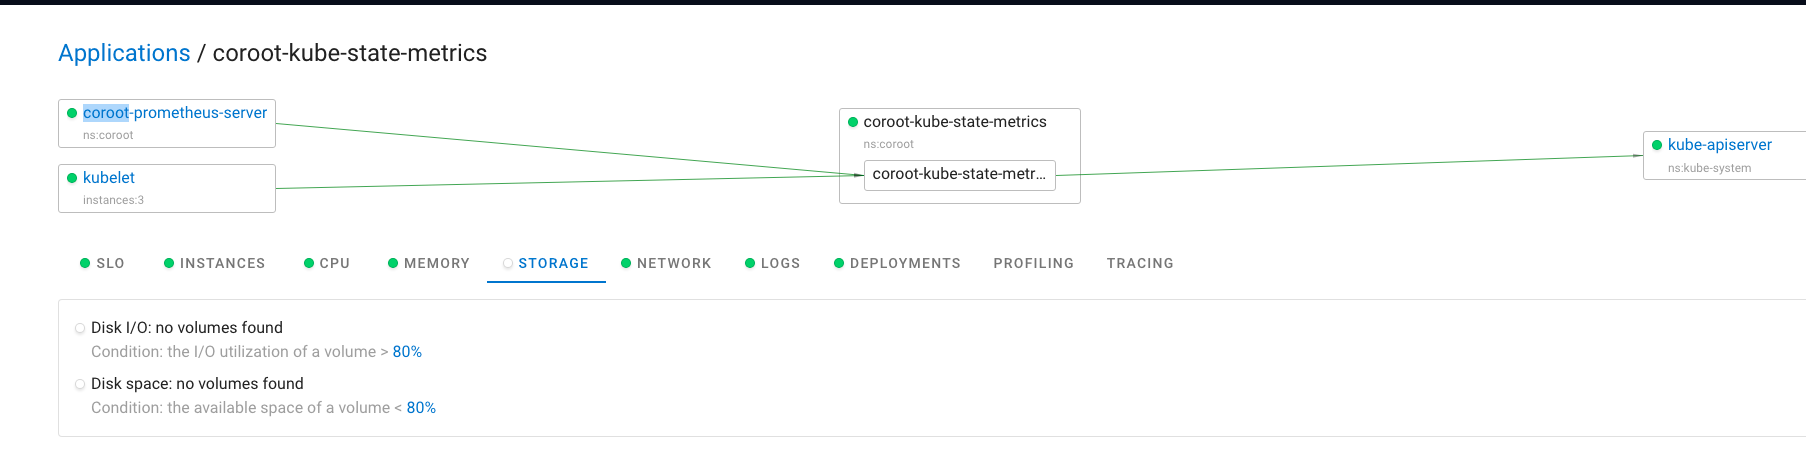 Applications / coroot-kube-state-metrics
coroot-prometheus-server
ns:coroot
kubelet
instances:3
coroot-kube-state-metrics
ns:coroot
coroot-kube-state-metr...
kube-apiserver
ns:kube-system
SLO INSTANCES CPU MEMORY STORAGE NETWORK LOGS DEPLOYMENTS PROFILING TRACING
Disk I/O: no volumes found
Condition: the I/O utilization of a volume > 80%
Disk space: no volumes found
Condition: the available space of a volume < 80%